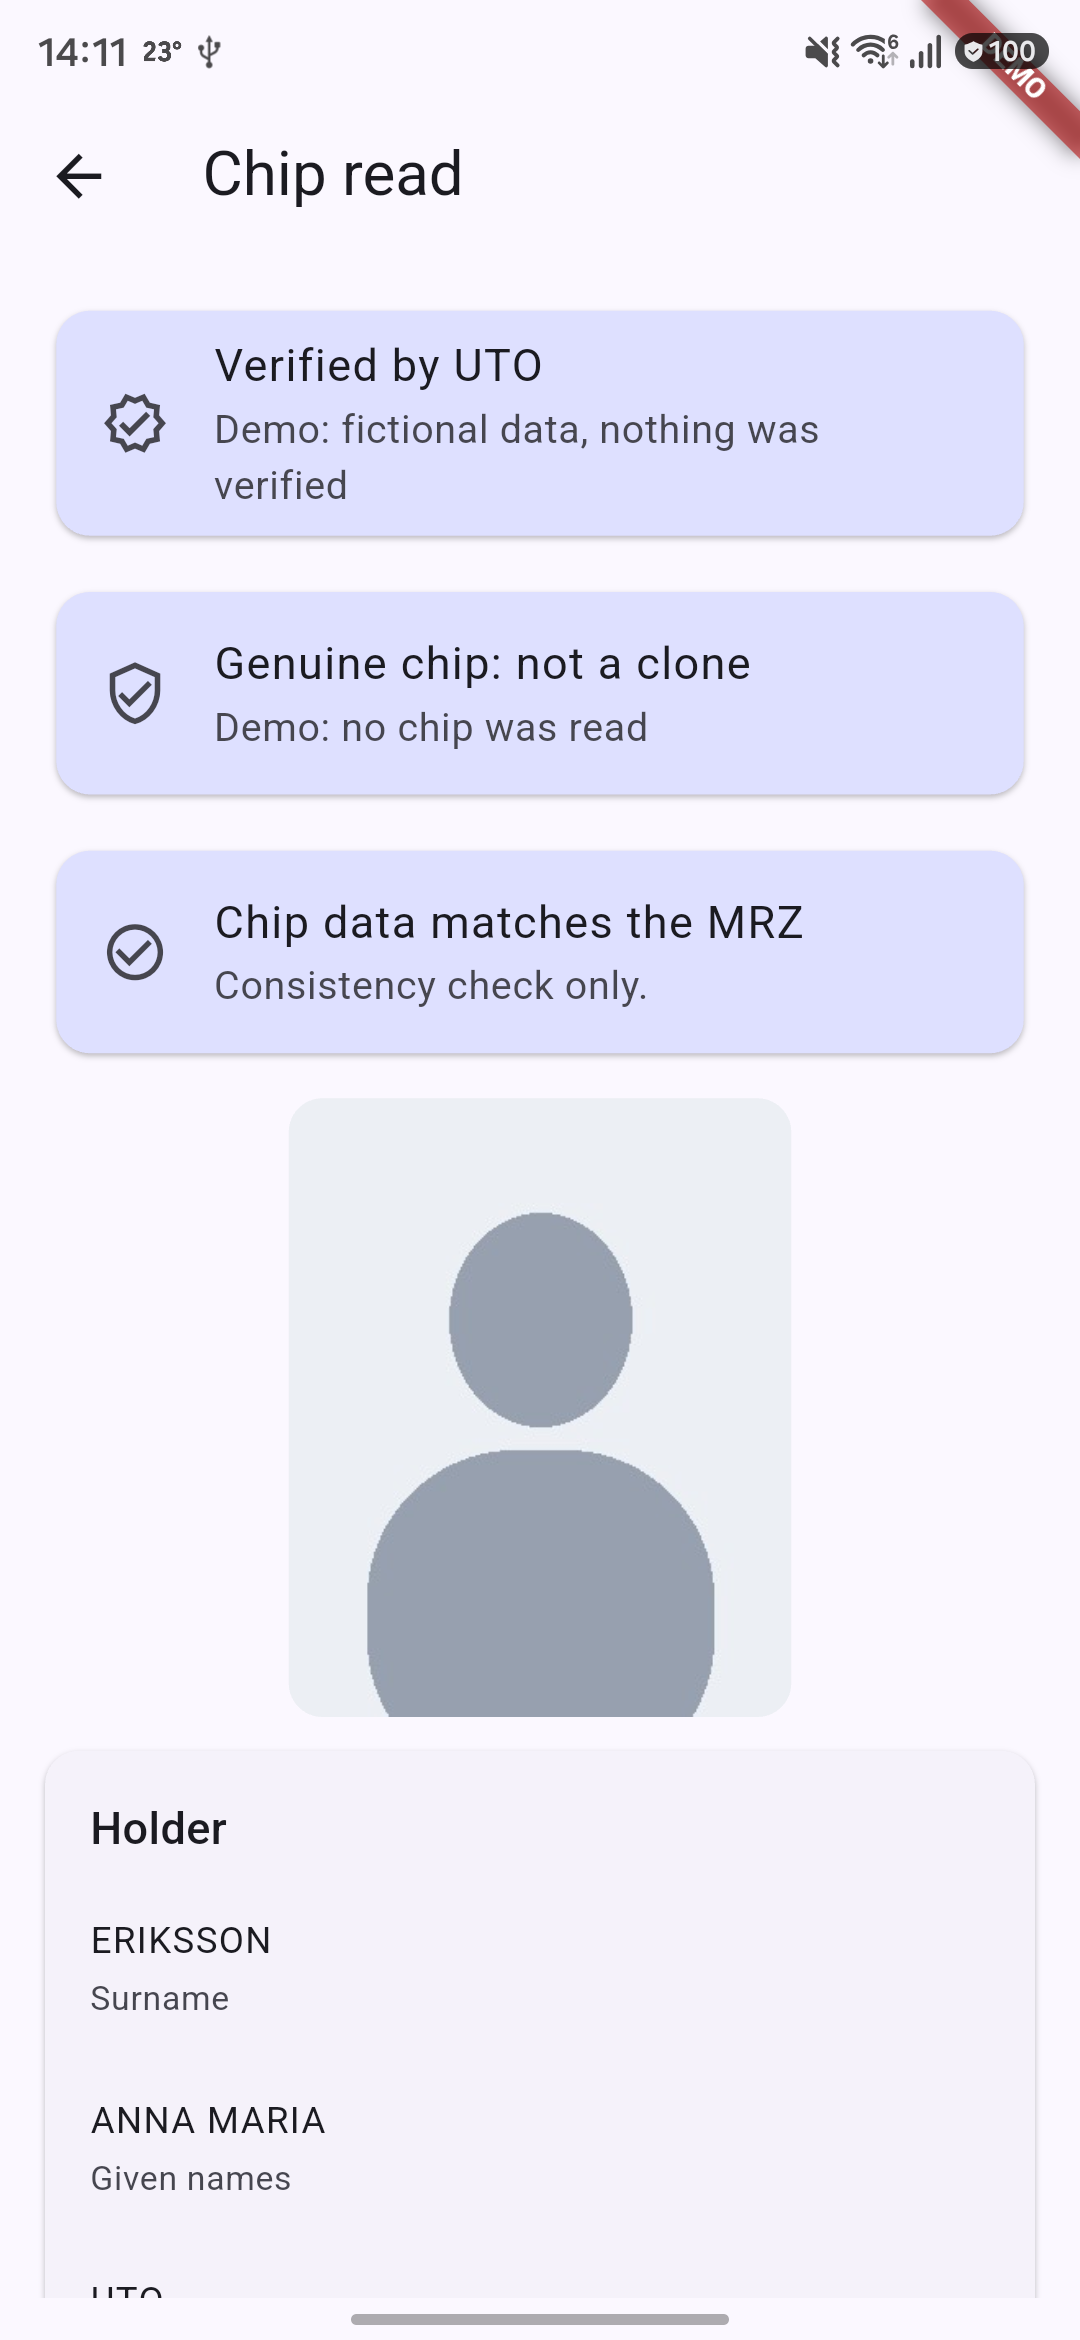 14:11 23°
6 100
Chip read
Verified by UTO
Demo: fictional data, nothing was
verified
Genuine chip: not a clone
Demo: no chip was read
Chip data matches the MRZ
Consistency check only.
Holder
ERIKSSON
Surname
ANNA MARIA
Given names